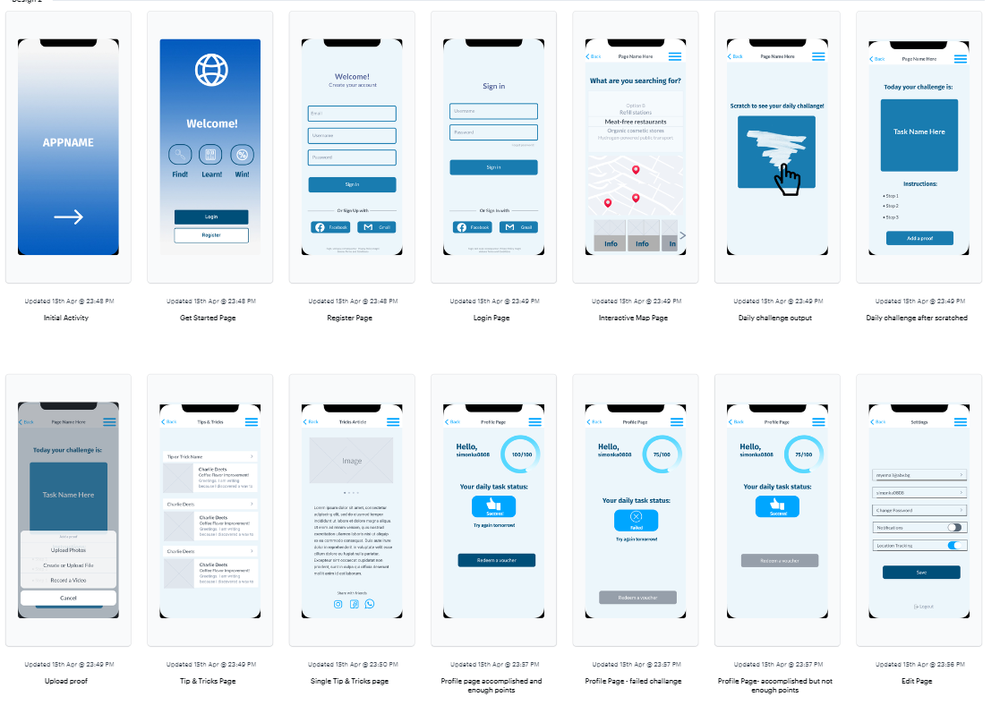 Design 2
APPNAME
Welcome!
Find! Learn! Win!
Login
Register
Welcome!
Create your account
Email
Username
Password
Sign in
Or Sign Up with
Facebook Gmail
Sign in
Username
Password
Sign in
Or Sign In with
Facebook Gmail
Back Page Name Here
What are you searching for?
Option 8
Refill stations
Meat-free restaurants
Organic cosmetic stores
Hydrogen powered public transport
Info Info In
Back Page Name Here
Scratch to see your daily challange!
Back Page Name Here
Today your challenge is:
Task Name Here
Instructions:
• Step 1
• Step 2
• Step 3
Add a proof
Updated 15th Apr @ 23:48 PM
Initial Activity
Updated 15th Apr @ 23:48 PM
Get Started Page
Updated 15th Apr @ 23:48 PM
Register Page
Updated 15th Apr @ 23:49 PM
Login Page
Updated 15th Apr @ 23:49 PM
Interactive Map Page
Updated 15th Apr @ 23:49 PM
Daily challenge output
Updated 15th Apr @ 23:49 PM
Daily challenge after scratched
Back Page Name Here
Today your challenge is:
Task Name Here
Add a proof
Upload Photos
Create or Upload File
Record a Video
Cancel
Back Tips & Tricks
Tip or Trick Name
Charlie Deets
Coffee Flavor Improvement!
Greetings. I am writing
because I discovered a way to
Charlie Deets
Charlie Deets
Coffee Flavor Improvement!
Greetings. I am writing
because I discovered a way to
Charlie Deets
Charlie Deets
Coffee Flavor Improvement!
Greetings. I am writing
because I discovered a way to
Back Tricks Article
Image
Lorem ipsum dolor sit amet, consectetur
adipiscing elit, sed do eiusmod tempor
incididunt ut labore et dolore magna aliqua.
Ut enim ad minim veniam, quis nostrud
exercitation ullamco laboris nisi ut aliquip
ex ea commodo consequat. Duis aute irure
dolor in reprehenderit in voluptate velit esse
cillum dolore eu fugiat nulla pariatur.
Excepteur sint occaecat cupidatat non
proident, sunt in culpa qui officia deserunt
mollit anim id est laborum.
Share with friends:
Back Profile Page
Hello,
simonka0808
100/100
Your daily task status:
Success!
Try again tomorrow!
Redeem a voucher
Back Profile Page
Hello,
simonka0808
75/100
Your daily task status:
Failed
Try again tomorrow!
Redeem a voucher
Back Profile Page
Hello,
simonka0808
75/100
Your daily task status:
Success!
Redeem a voucher
Back Settings
simonka0808
Change Password
Notifications
Location Tracking
Save
Logout
Updated 15th Apr @ 23:49 PM
Upload proof
Updated 15th Apr @ 23:49 PM
Tip & Tricks Page
Updated 15th Apr @ 23:50 PM
Single Tip & Tricks page
Updated 15th Apr @ 23:57 PM
Profile page accomplished and
enough points
Updated 15th Apr @ 23:57 PM
Profile Page - failed challange
Updated 15th Apr @ 23:57 PM
Profile Page- accomplished but not
enough points
Updated 15th Apr @ 23:56 PM
Edit Page